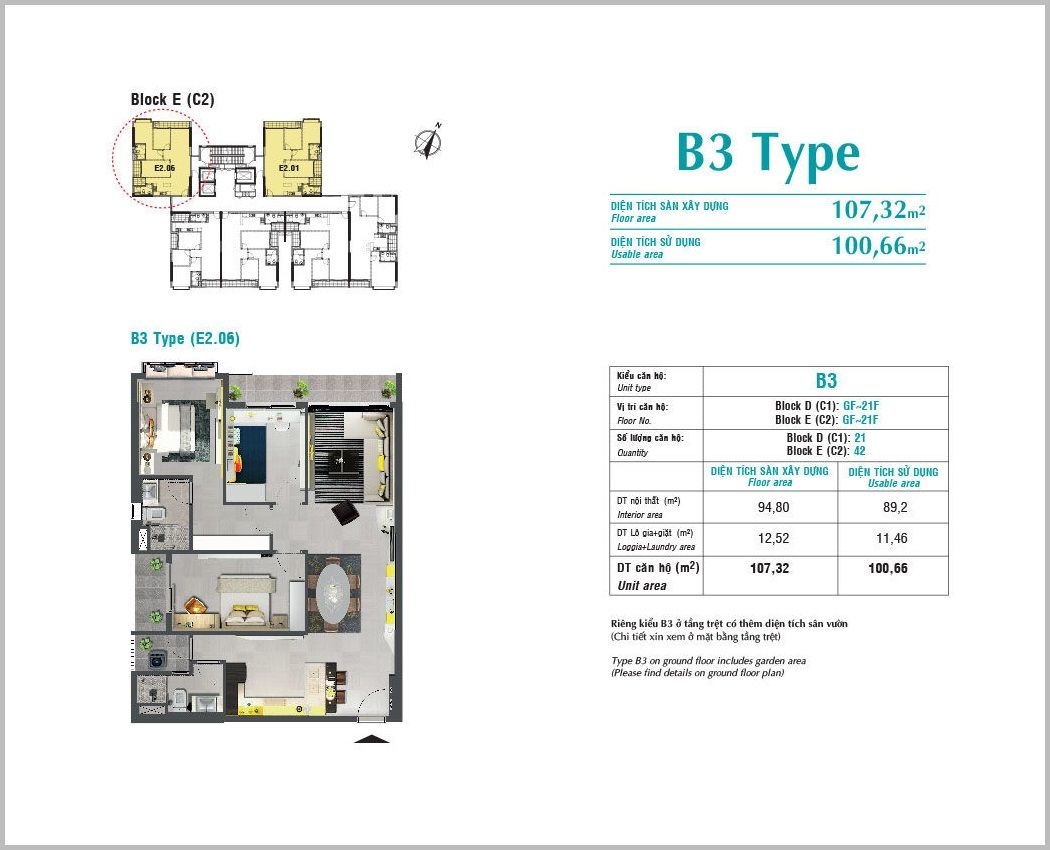 Block E (C2)
N
E2.06
E2.01
B3 Type
DIỆN TÍCH SÀN XÂY DỰNG
Floor area
107,32m2
DIỆN TÍCH SỬ DỤNG
Usable area
100,66m2
B3 Type (E2.06)
Kiểu căn hộ:
Unit type
B3
Vị trí căn hộ:
Floor No.
Block D (C1): GF~21F
Block E (C2): GF~21F
Số lượng căn hộ:
Quantity
Block D (C1): 21
Block E (C2): 42
DIỆN TÍCH SÀN XÂY DỰNG
Floor area
DIỆN TÍCH SỬ DỤNG
Usable area
DT nội thất (m2)
Interior area
94,80
89,2
DT Lô gia+giặt (m2)
Loggia+Laundry area
12,52
11,46
DT căn hộ (m2)
Unit area
107,32
100,66
Riêng kiểu B3 ở tầng trệt có thêm diện tích sân vườn
(Chi tiết xin xem ở mặt bằng tầng trệt)
Type B3 on ground floor includes garden area
(Please find details on ground floor plan)